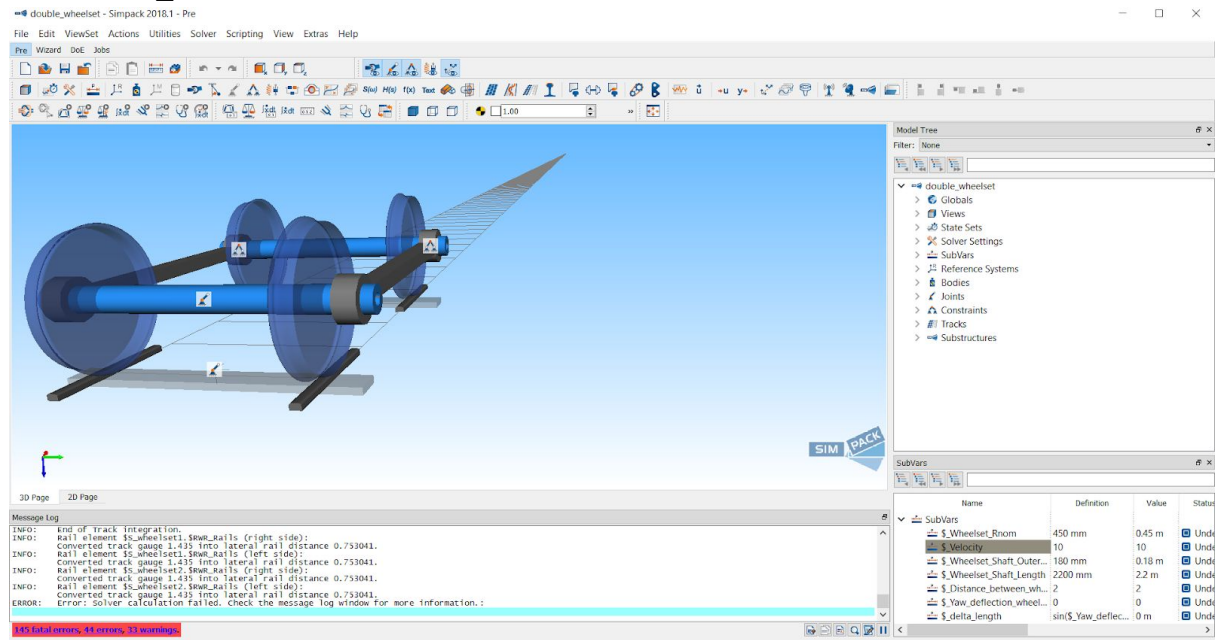 double_wheelset - Simpack 2018.1 - Pre
File Edit ViewSet Actions Utilities Solver Scripting View Extras Help
Pre Wizard DoE Jobs
S(ω) H(s) f(x) Text
1.00
Model Tree
Filter: None
double_wheelset
Globals
Views
State Sets
Solver Settings
SubVars
Reference Systems
Bodies
Joints
Constraints
Tracks
Substructures
SIMPACK
3D Page 2D Page
Message Log
INFO: End of Track integration.
INFO: Rail element $S_wheelset1.$RWR_Rails (right side):
Converted track gauge 1.435 into lateral rail distance 0.753041.
INFO: Rail element $S_wheelset1.$RWR_Rails (left side):
Converted track gauge 1.435 into lateral rail distance 0.753041.
INFO: Rail element $S_wheelset2.$RWR_Rails (right side):
Converted track gauge 1.435 into lateral rail distance 0.753041.
INFO: Rail element $S_wheelset2.$RWR_Rails (left side):
Converted track gauge 1.435 into lateral rail distance 0.753041.
ERROR: Error: Solver calculation failed. Check the message log window for more information.:
145 fatal errors, 44 errors, 33 warnings.
SubVars
Name Definition Value Status
SubVars
$_Wheelset_Rnom 450 mm 0.45 m Unde
$_Velocity 10 10 Unde
$_Wheelset_Shaft_Outer... 180 mm 0.18 m Unde
$_Wheelset_Shaft_Length 2200 mm 2.2 m Unde
$_Distance_between_wh... 2 2 Unde
$_Yaw_deflection_wheel... 0 0 Unde
$_delta_length sin($_Yaw_deflec... 0 m Unde